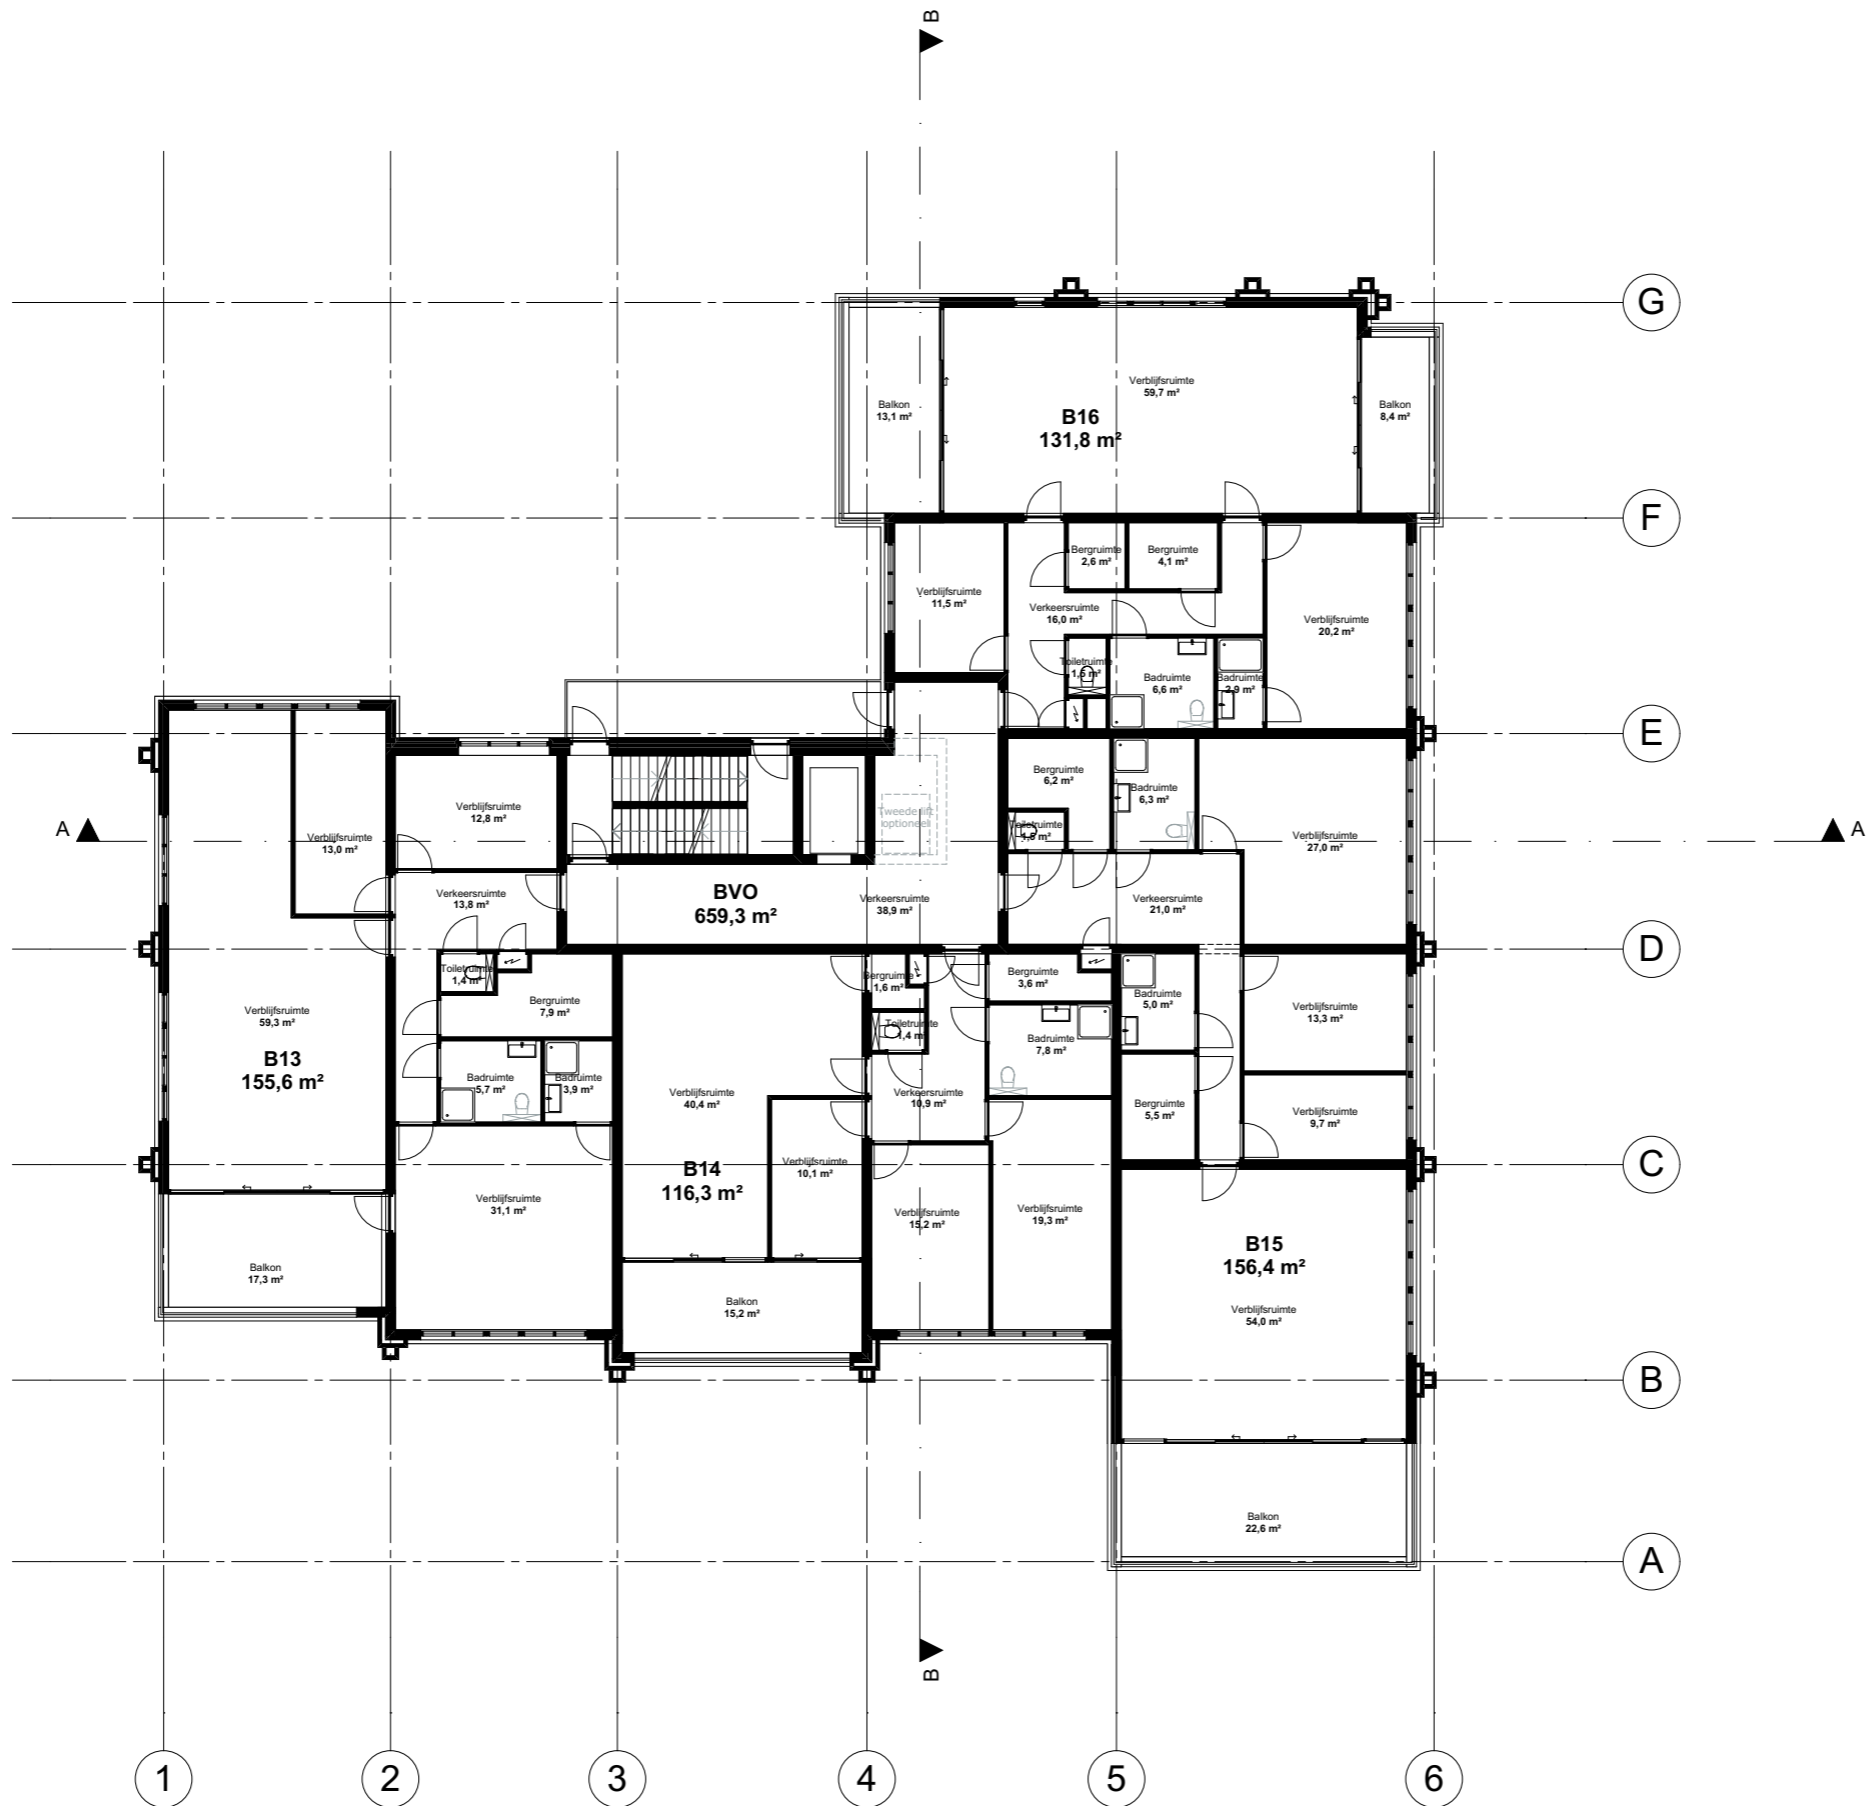 B
G
Verblijfsruimte
59,7 m²
Balkon
13,1 m²
B16
131,8 m²
Balkon
8,4 m²
F
Bergruimte
2,6 m²
Bergruimte
4,1 m²
Verblijfsruimte
11,5 m²
Verkeersruimte
16,0 m²
Verblijfsruimte
20,2 m²
Toiletruimte
Badruimte
6,6 m²
Badruimte
2,9 m²
E
Bergruimte
6,2 m²
Badruimte
6,3 m²
Verblijfsruimte
12,8 m²
Tweede lift
optioneel
Toiletruimte
A
Verblijfsruimte
13,0 m²
Verblijfsruimte
27,0 m²
A
Verkeersruimte
13,8 m²
BVO
659,3 m²
Verkeersruimte
38,9 m²
Verkeersruimte
21,0 m²
D
Toiletruimte
1,4 m²
Bergruimte
1,6 m²
Bergruimte
3,6 m²
Badruimte
5,0 m²
Bergruimte
7,9 m²
Verblijfsruimte
59,3 m²
Verblijfsruimte
13,3 m²
Toiletruimte
1,4 m²
Badruimte
7,8 m²
B13
155,6 m²
Badruimte
5,7 m²
Badruimte
3,9 m²
Verblijfsruimte
40,4 m²
Verkeersruimte
10,9 m²
Bergruimte
5,5 m²
Verblijfsruimte
9,7 m²
C
B14
116,3 m²
Verblijfsruimte
10,1 m²
Verblijfsruimte
31,1 m²
Verblijfsruimte
15,2 m²
Verblijfsruimte
19,3 m²
B15
156,4 m²
Balkon
17,3 m²
Balkon
15,2 m²
Verblijfsruimte
54,0 m²
B
Balkon
22,6 m²
A
B
1
2
3
4
5
6